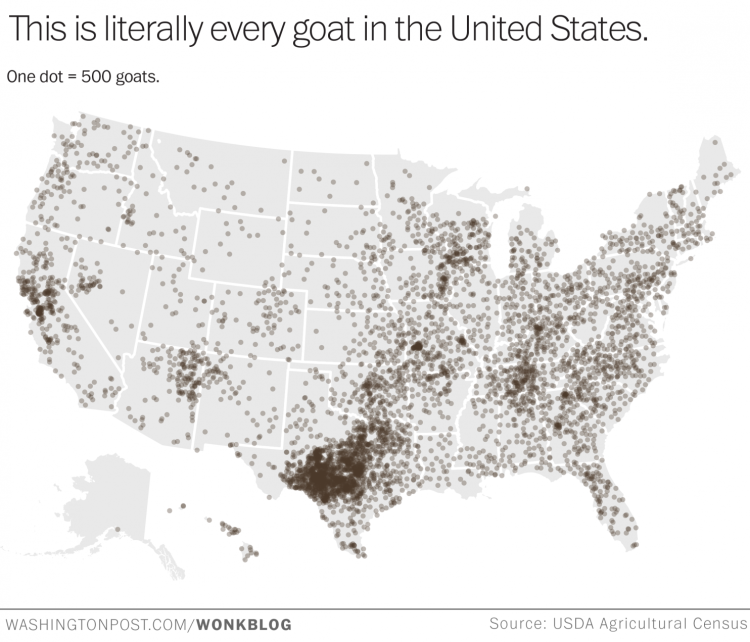 This is literally every goat in the United States.
One dot = 500 goats.
WASHINGTONPOST.COM/WONKBLOG
Source: USDA Agricultural Census